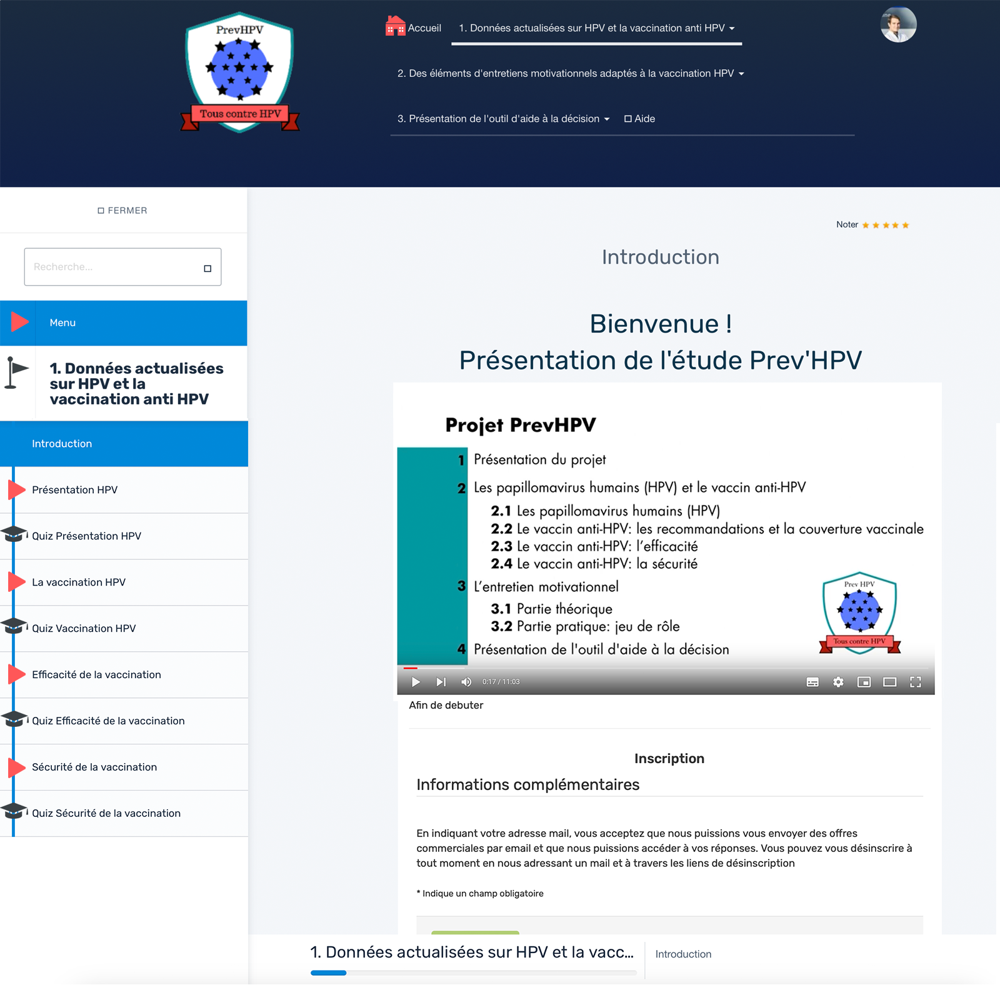 PrevHPV
Tous contre HPV
Accueil
1. Données actualisées sur HPV et la vaccination anti HPV
2. Des éléments d'entretiens motivationnels adaptés à la vaccination HPV
3. Présentation de l'outil d'aide à la décision
Aide
FERMER
Recherche...
Menu
1. Données actualisées
sur HPV et la
vaccination anti HPV
Introduction
Présentation HPV
Quiz Présentation HPV
La vaccination HPV
Quiz Vaccination HPV
Efficacité de la vaccination
Quiz Efficacité de la vaccination
Sécurité de la vaccination
Quiz Sécurité de la vaccination
Noter
Introduction
Bienvenue !
Présentation de l'étude Prev'HPV
Projet PrevHPV
1 Présentation du projet
2 Les papillomavirus humains (HPV) et le vaccin anti-HPV
2.1 Les papillomavirus humains (HPV)
2.2 Le vaccin anti-HPV: les recommandations et la couverture vaccinale
2.3 Le vaccin anti-HPV: l'efficacité
2.4 Le vaccin anti-HPV: la sécurité
3 L'entretien motivationnel
3.1 Partie théorique
3.2 Partie pratique: jeu de rôle
4 Présentation de l'outil d'aide à la décision
Prev HPV
Tous contre HPV
0:17 / 11:03
Afin de debuter
Inscription
Informations complémentaires
En indiquant votre adresse mail, vous acceptez que nous puissions vous envoyer des offres
commerciales par email et que nous puissions accéder à vos réponses. Vous pouvez vous désinscrire à
tout moment en nous adressant un mail et à travers les liens de désinscription
* Indique un champ obligatoire
1. Données actualisées sur HPV et la vacc...
Introduction